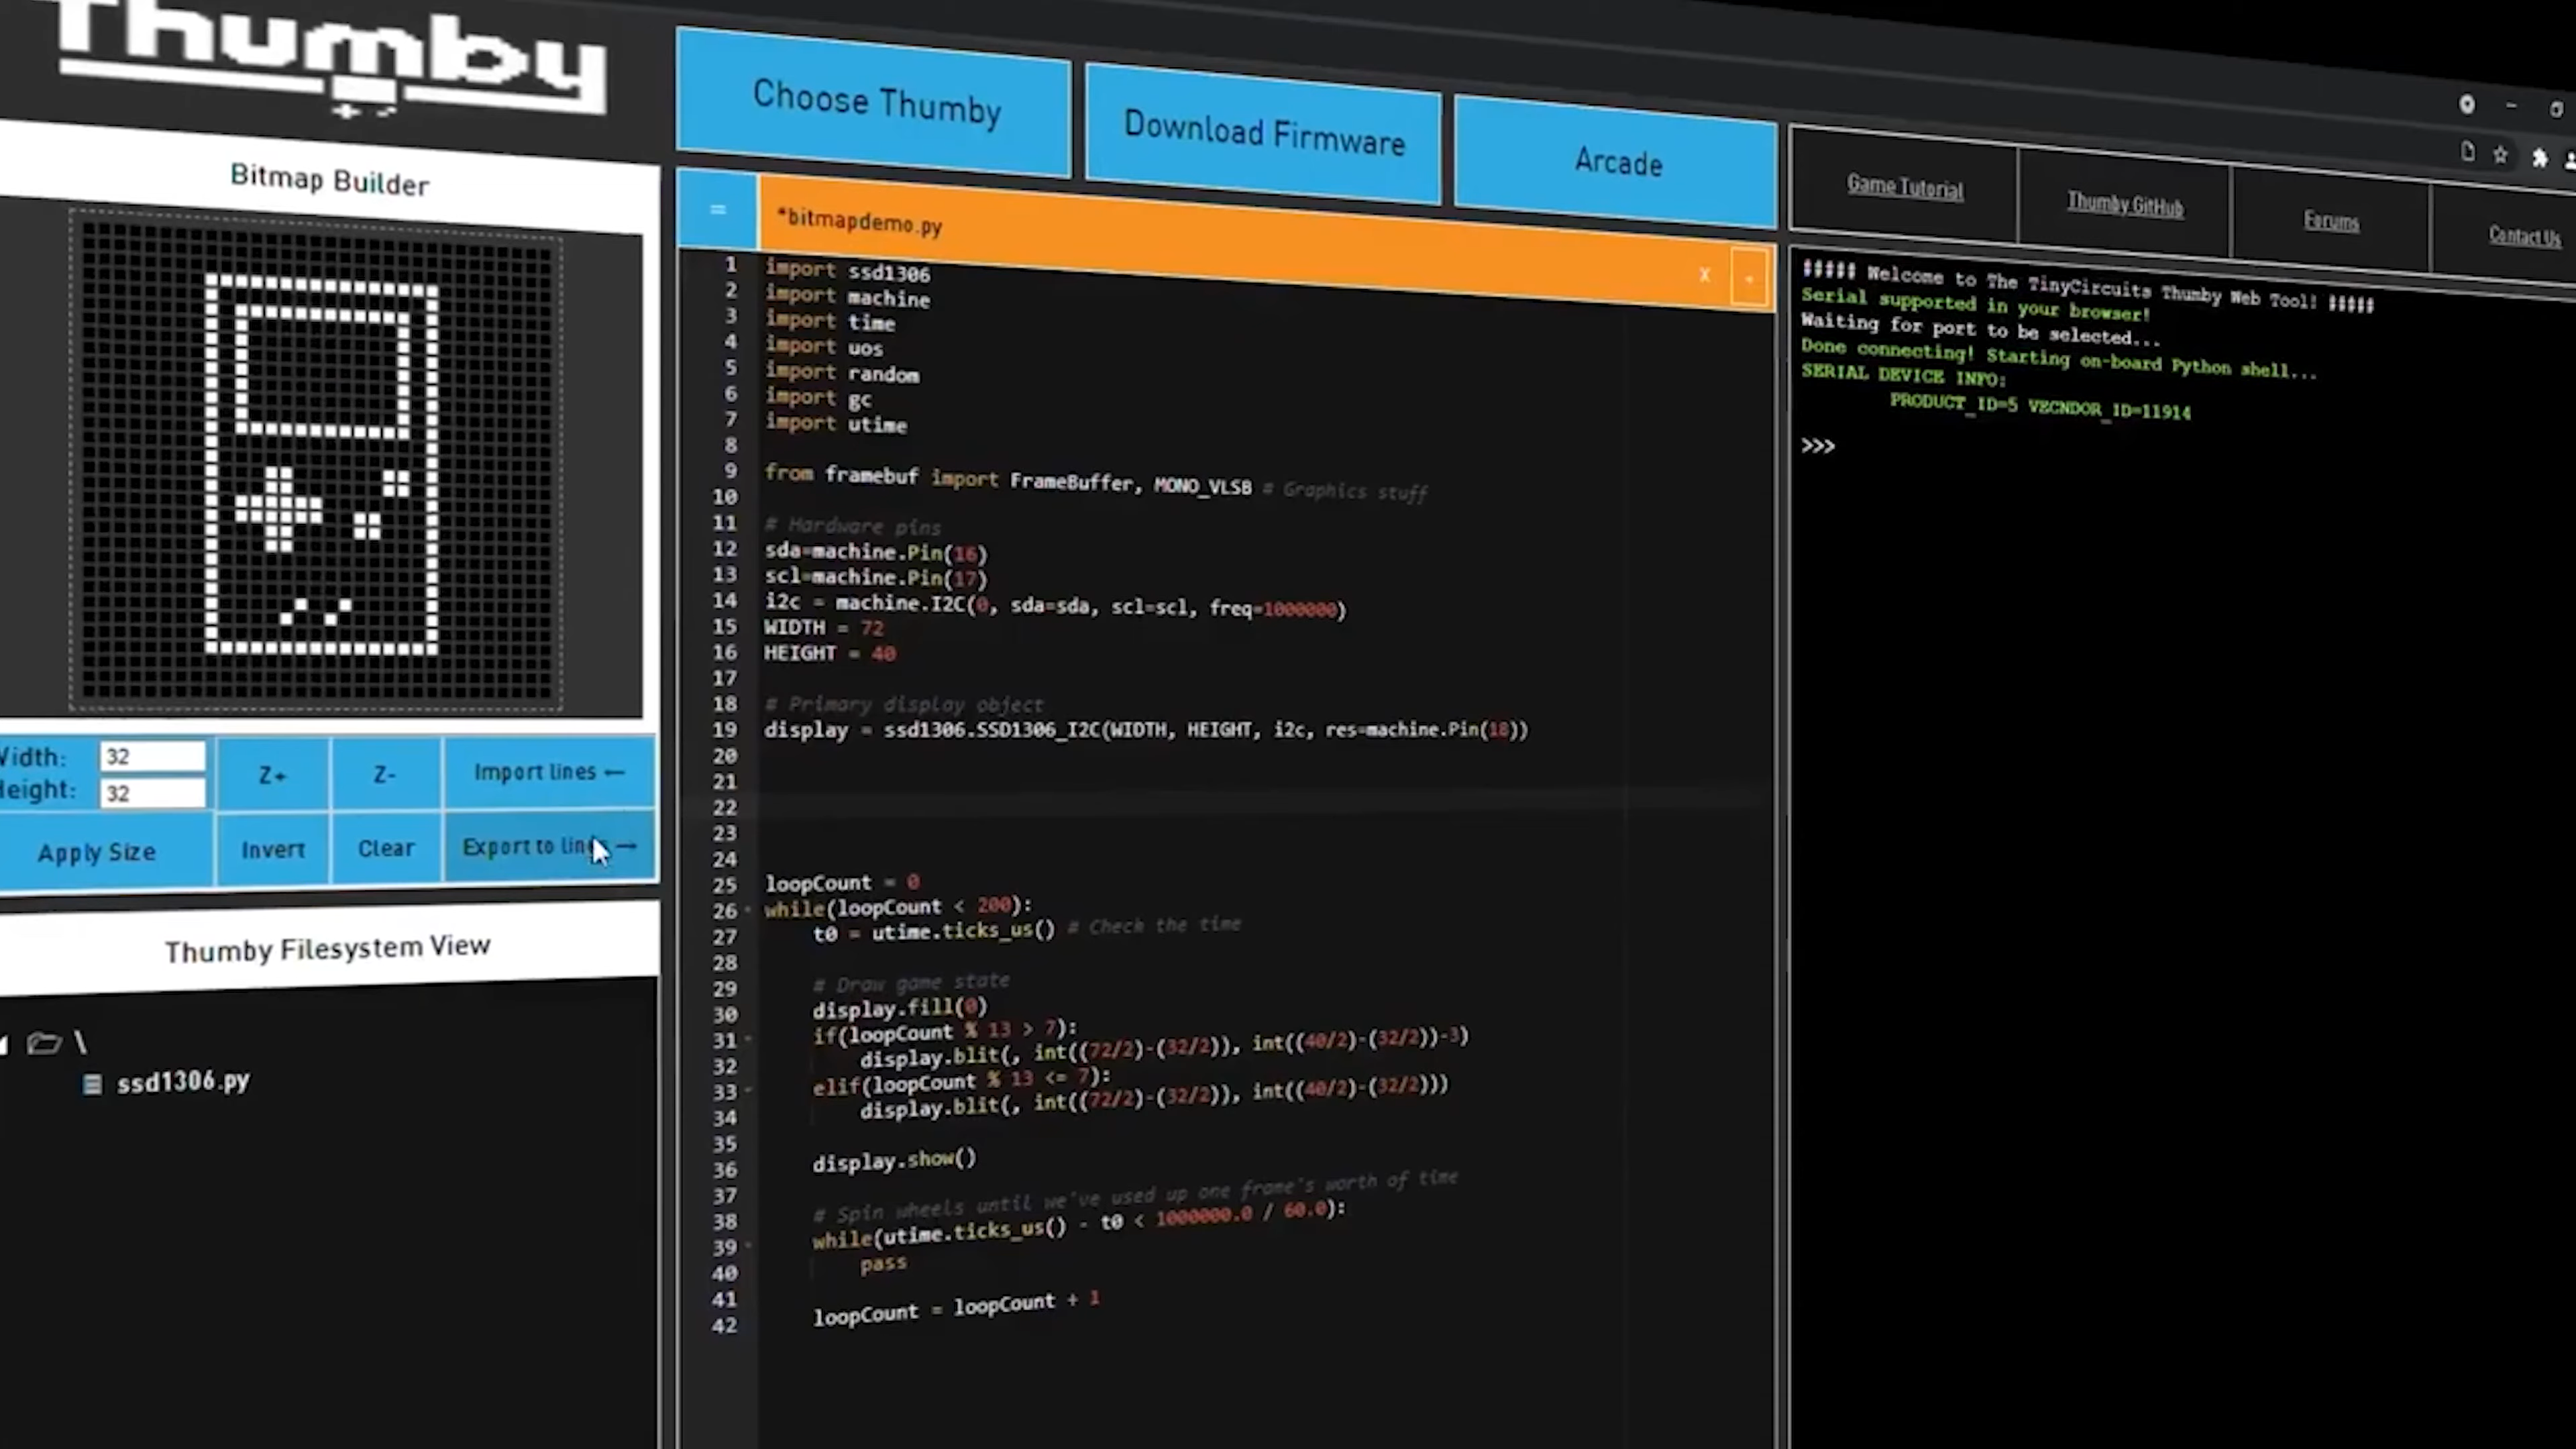 Thumby
Bitmap Builder
Width: 32
Height: 32
Z+
Z-
Import lines ←
Apply Size
Invert
Clear
Export to →
Thumby Filesystem View
\
ssd1306.py
Choose Thumby
Download Firmware
Arcade
=
*bitmapdemo.py
X
1 import ssd1306
2 import machine
3 import time
4 import uos
5 import random
6 import gc
7 import utime
8
9 from framebuf import FrameBuffer, MONO_VLSB # Graphics stuff
10
11 # Hardware pins
12 sda=machine.Pin(16)
13 scl=machine.Pin(17)
14 i2c = machine.I2C(0, sda=sda, scl=scl, freq=1000000)
15 WIDTH = 72
16 HEIGHT = 40
17
18 # Primary display object
19 display = ssd1306.SSD1306_I2C(WIDTH, HEIGHT, i2c, res=machine.Pin(18))
20
21
22
23
24
25 loopCount = 0
26 while(loopCount < 200):
27 t0 = utime.ticks_us() # Check the time
28
29 # Draw game state
30 display.fill(0)
31 if(loopCount % 13 > 7):
32 display.blit(, int((72/2)-(32/2)), int((40/2)-(32/2))-3)
33 elif(loopCount % 13 <= 7):
34 display.blit(, int((72/2)-(32/2)), int((40/2)-(32/2)))
35
36 display.show()
37
38 # Spin wheels until we've used up one frame's worth of time
39 while(utime.ticks_us() - t0 < 1000000.0 / 60.0):
40 pass
41
42 loopCount = loopCount + 1
Game Tutorial
Thumby GitHub
Forums
Contact Us
##### Welcome to The TinyCircuits Thumby Web Tool! #####
Serial supported in your browser!
Waiting for port to be selected...
Done connecting! Starting on-board Python shell...
SERIAL DEVICE INFO:
PRODUCT_ID=5 VECNDOR_ID=11914
>>>